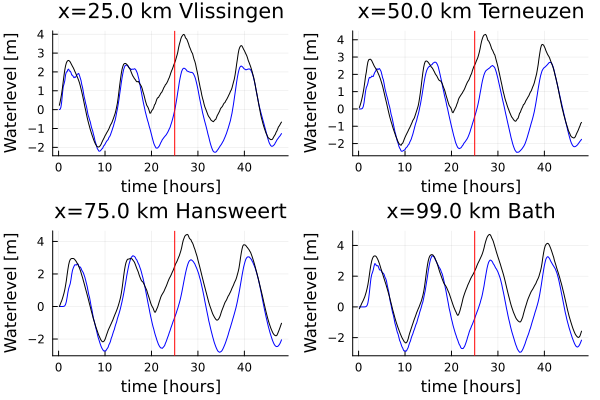 x=25.0 km Vlissingen
Waterlevel [m]
4
3
2
1
0
−1
−2
0 10 20 30 40
time [hours]
x=50.0 km Terneuzen
Waterlevel [m]
4
3
2
1
0
−1
−2
0 10 20 30 40
time [hours]
x=75.0 km Hansweert
Waterlevel [m]
4
2
0
−2
0 10 20 30 40
time [hours]
x=99.0 km Bath
Waterlevel [m]
4
2
0
−2
0 10 20 30 40
time [hours]